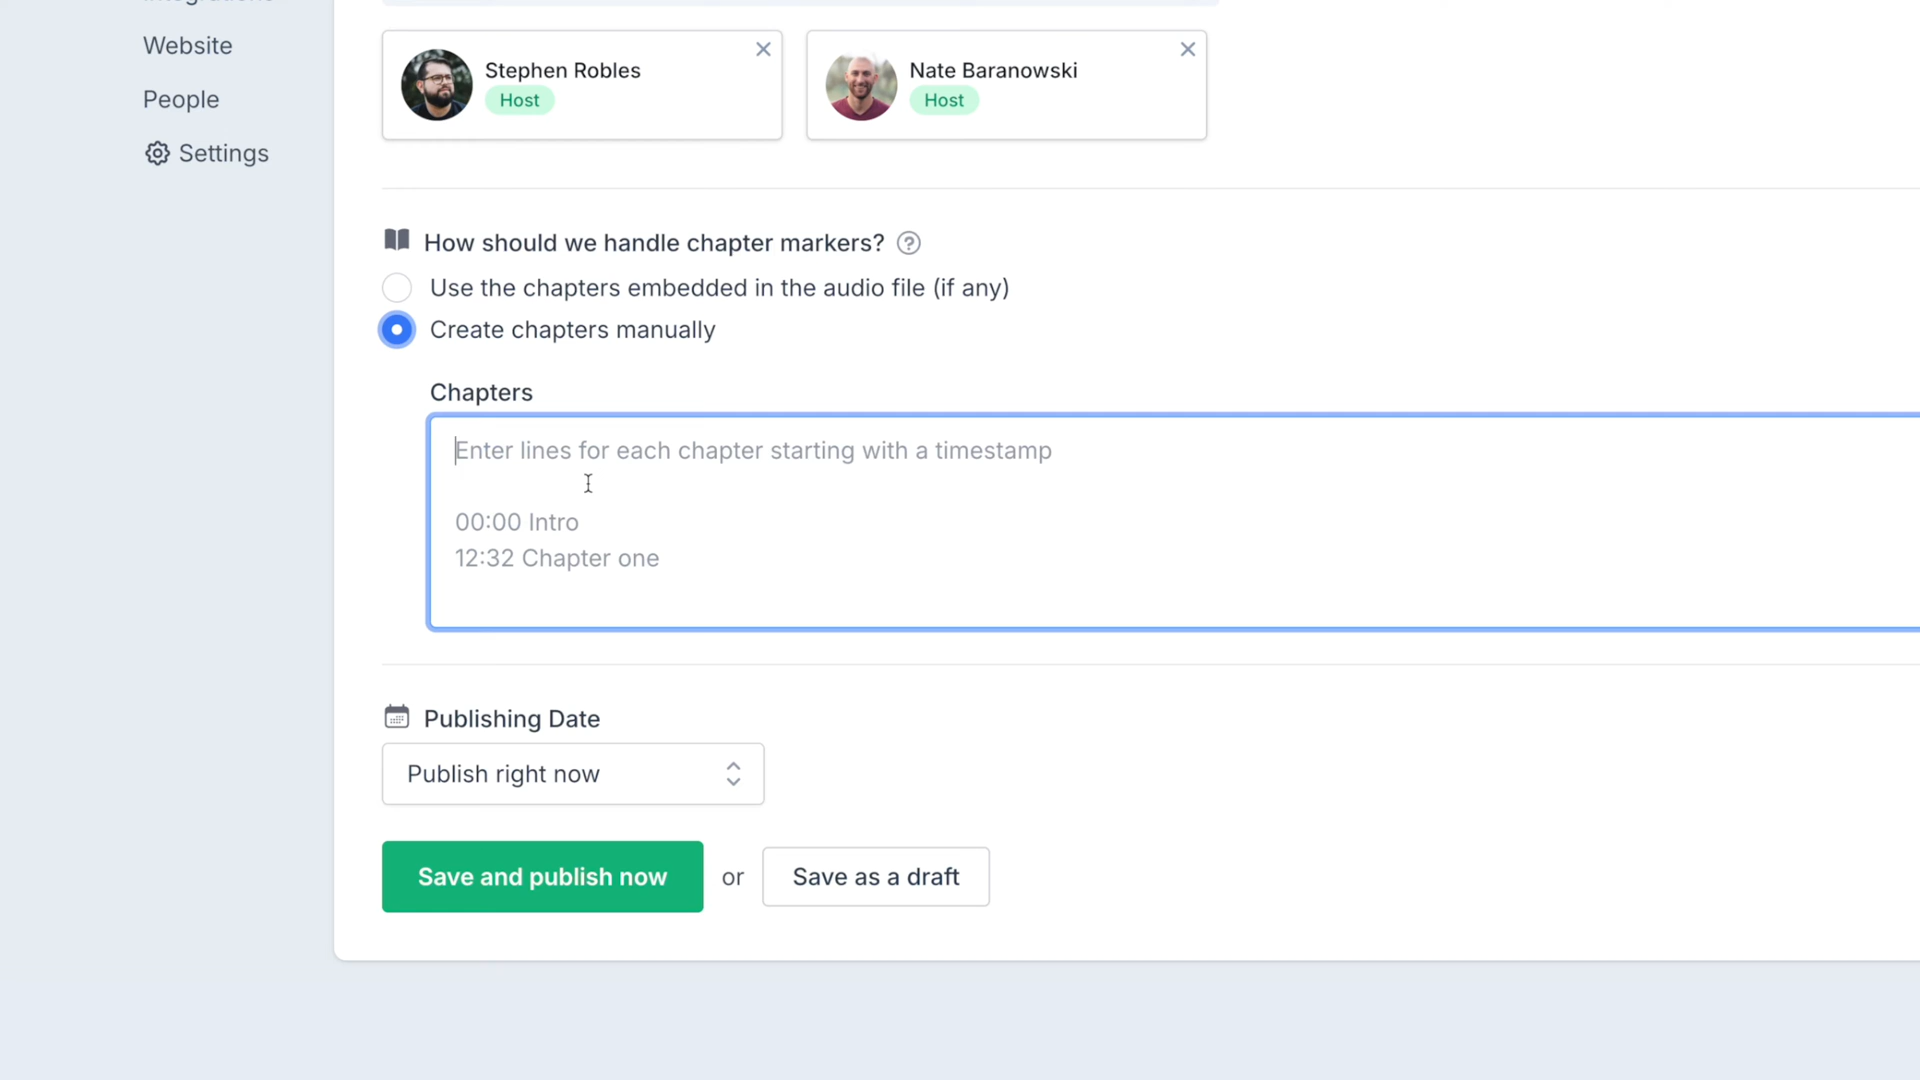 Integrations
Website
People
Settings
Stephen Robles
Host
Nate Baranowski
Host
How should we handle chapter markers?
Use the chapters embedded in the audio file (if any)
Create chapters manually
Chapters
Enter lines for each chapter starting with a timestamp
00:00 Intro
12:32 Chapter one
Publishing Date
Publish right now
Save and publish now or Save as a draft